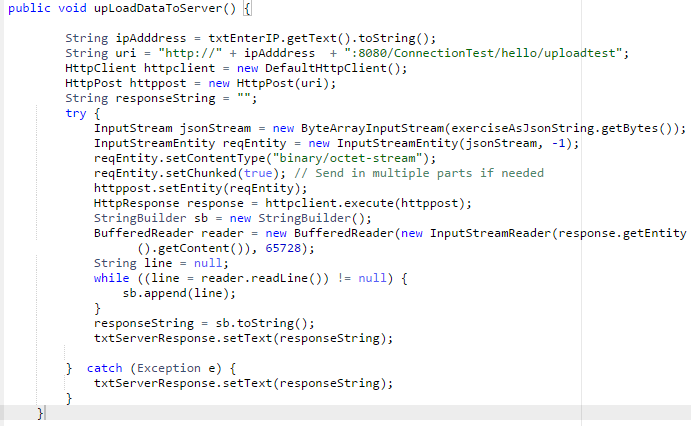 public void upLoadDataToServer() {
String ipAdddress = txtEnterIP.getText().toString();
String uri = "http://" + ipAdddress  + ":8080/ConnectionTest/hello/uploadtest";
HttpClient httpclient = new DefaultHttpClient();
HttpPost httppost = new HttpPost(uri);
String responseString = "";
try {
InputStream jsonStream = new ByteArrayInputStream(exerciseAsJsonString.getBytes());
InputStreamEntity reqEntity = new InputStreamEntity(jsonStream, -1);
reqEntity.setContentType("binary/octet-stream");
reqEntity.setChunked(true); // Send in multiple parts if needed
httppost.setEntity(reqEntity);
HttpResponse response = httpclient.execute(httppost);
StringBuilder sb = new StringBuilder();
BufferedReader reader = new BufferedReader(new InputStreamReader(response.getEntity
().getContent()), 65728);
String line = null;
while ((line = reader.readLine()) != null) {
sb.append(line);
}
responseString = sb.toString();
txtServerResponse.setText(responseString);
}  catch (Exception e) {
txtServerResponse.setText(responseString);
}
}